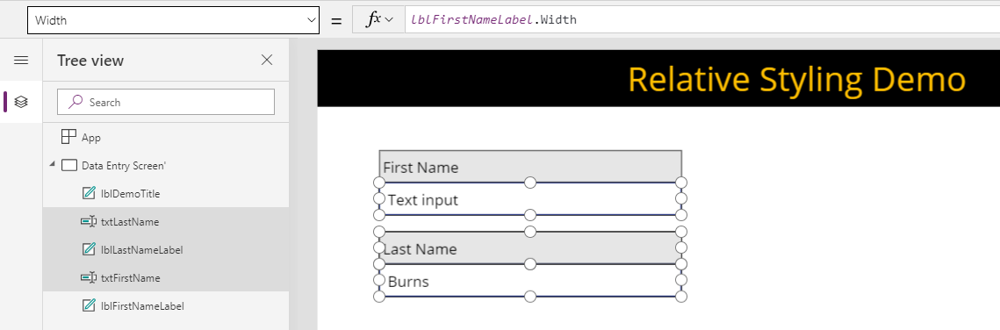 Width = fx lblFirstNameLabel.Width
Tree view
Search
App
Data Entry Screen'
lblDemoTitle
txtLastName
lblLastNameLabel
txtFirstName
lblFirstNameLabel
Relative Styling Demo
First Name
Text input
Last Name
Burns